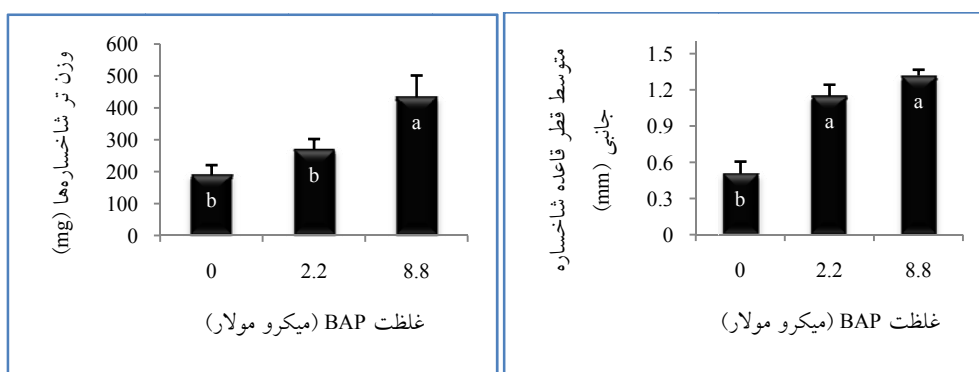 وزن تر شاخساره‌ها (mg)
600
500
400
300
200
100
0
b
b
a
0 2.2 8.8
غلظت BAP (میکرو مولار)
متوسط قطر قاعده شاخساره
جانبی (mm)
1.5
1.2
0.9
0.6
0.3
0
b
a
a
0 2.2 8.8
غلظت BAP (میکرو مولار)